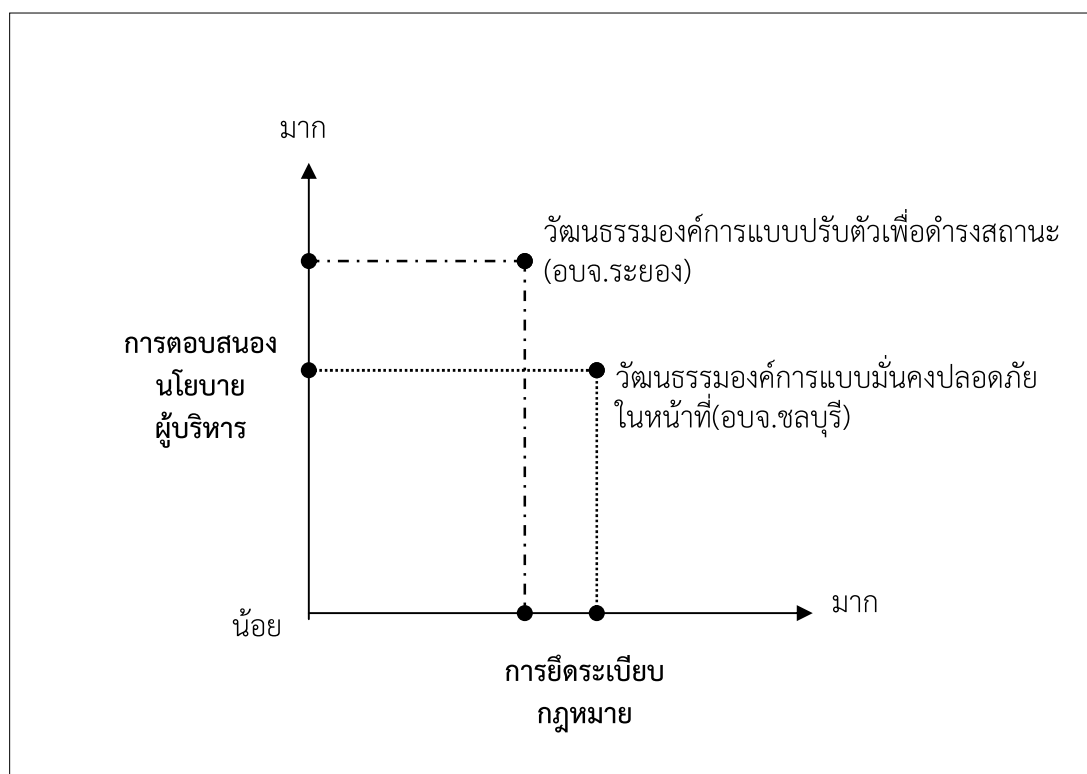 มาก
วัฒนธรรมองค์การแบบปรับตัวเพื่อดำรงสถานะ
(อบจ.ระยอง)
การตอบสนอง
นโยบาย
ผู้บริหาร
วัฒนธรรมองค์การแบบมั่นคงปลอดภัย
ในหน้าที่(อบจ.ชลบุรี)
น้อย
มาก
การยึดระเบียบ
กฎหมาย